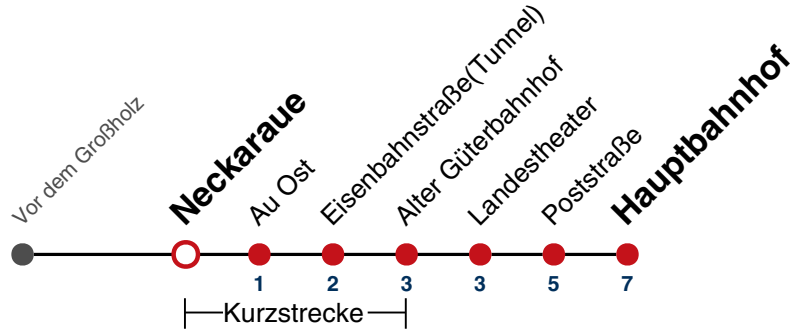 Vor dem Großholz
Neckaraue
Au Ost
Eisenbahnstraße(Tunnel)
Alter Güterbahnhof
Landestheater
Poststraße
Hauptbahnhof
1 2 3 3 5 7
Kurzstrecke